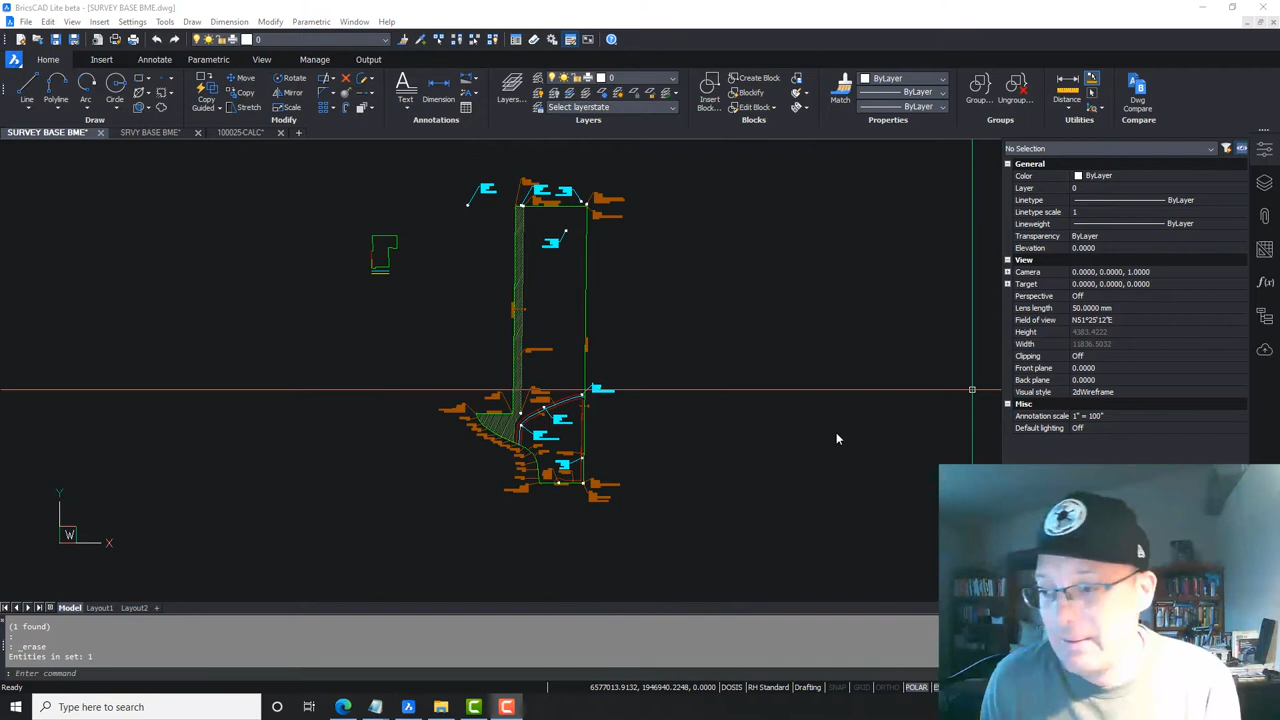 BricsCAD Lite beta - [SURVEY BASE BME.dwg]
File Edit View Insert Settings Tools Draw Dimension Modify Parametric Window Help
0
Home Insert Annotate Parametric View Manage Output
Line Polyline Arc Circle
Copy Guided Move Copy Stretch Rotate Mirror Scale
Text Dimension
Layers... 0
Select layerstate
Insert Block... Create Block Blockify Edit Block
Match ByLayer ByLayer ByLayer
Group... Ungroup...
Distance
Dwg Compare
Draw Modify Annotations Layers Blocks Properties Groups Utilities Compare
SURVEY BASE BME* SRVY BASE BME* 100025-CALC*
No Selection
General
Color ByLayer
Layer 0
Linetype ByLayer
Linetype scale 1
Lineweight ByLayer
Transparency ByLayer
Elevation 0.0000
View
Camera 0.0000, 0.0000, 1.0000
Target 0.0000, 0.0000, 0.0000
Perspective Off
Lens length 50.0000 mm
Field of view N51°25'12"E
Height 4383.4222
Width 11836.5032
Clipping Off
Front plane 0.0000
Back plane 0.0000
Visual style 2dWireframe
Misc
Annotation scale 1" = 100"
Default lighting Off
Y
W
X
Model Layout1 Layout2
(1 found)
:
: _erase
Entities in set: 1
: Enter command
Ready 6577013.9132, 1946940.2248, 0.0000 DOSIS RH Standard Drafting SNAP GRID ORTHO POLAR
Type here to search